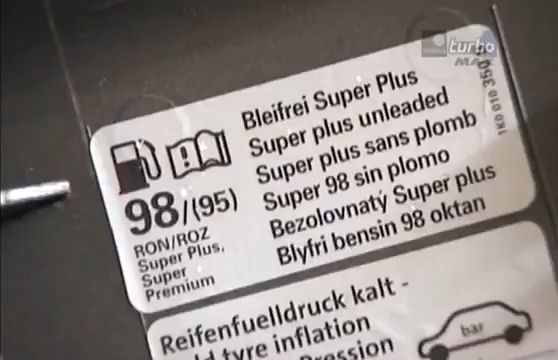 turbo
MAX
98/(95)
RON/ROZ
Super Plus,
Super
Premium
Bleifrei Super Plus
Super plus unleaded
Super plus sans plomb
Super 98 sin plomo
Bezolovnatý Super plus
Blyfri bensin 98 oktan
1K0 010 350
Reifenfuelldruck kalt -
tyre inflation
bar